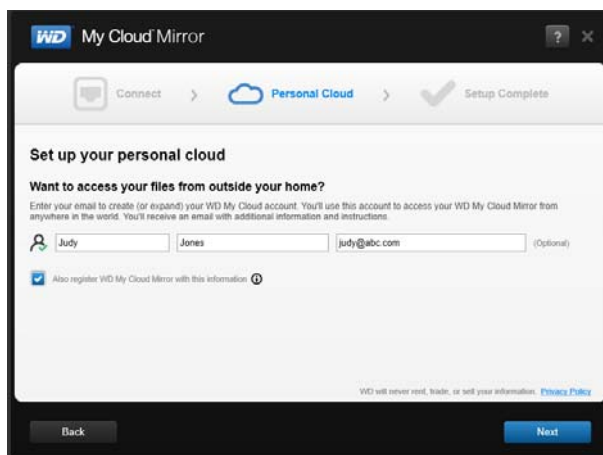 WD My Cloud Mirror
?
Connect > Personal Cloud > Setup Complete
Set up your personal cloud
Want to access your files from outside your home?
Enter your email to create (or expand) your WD My Cloud account. You'll use this account to access your WD My Cloud Mirror from
anywhere in the world. You'll receive an email with additional information and instructions.
Judy Jones judy@abc.com (Optional)
Also register WD My Cloud Mirror with this information
WD will never rent, trade, or sell your information. Privacy Policy
Back Next